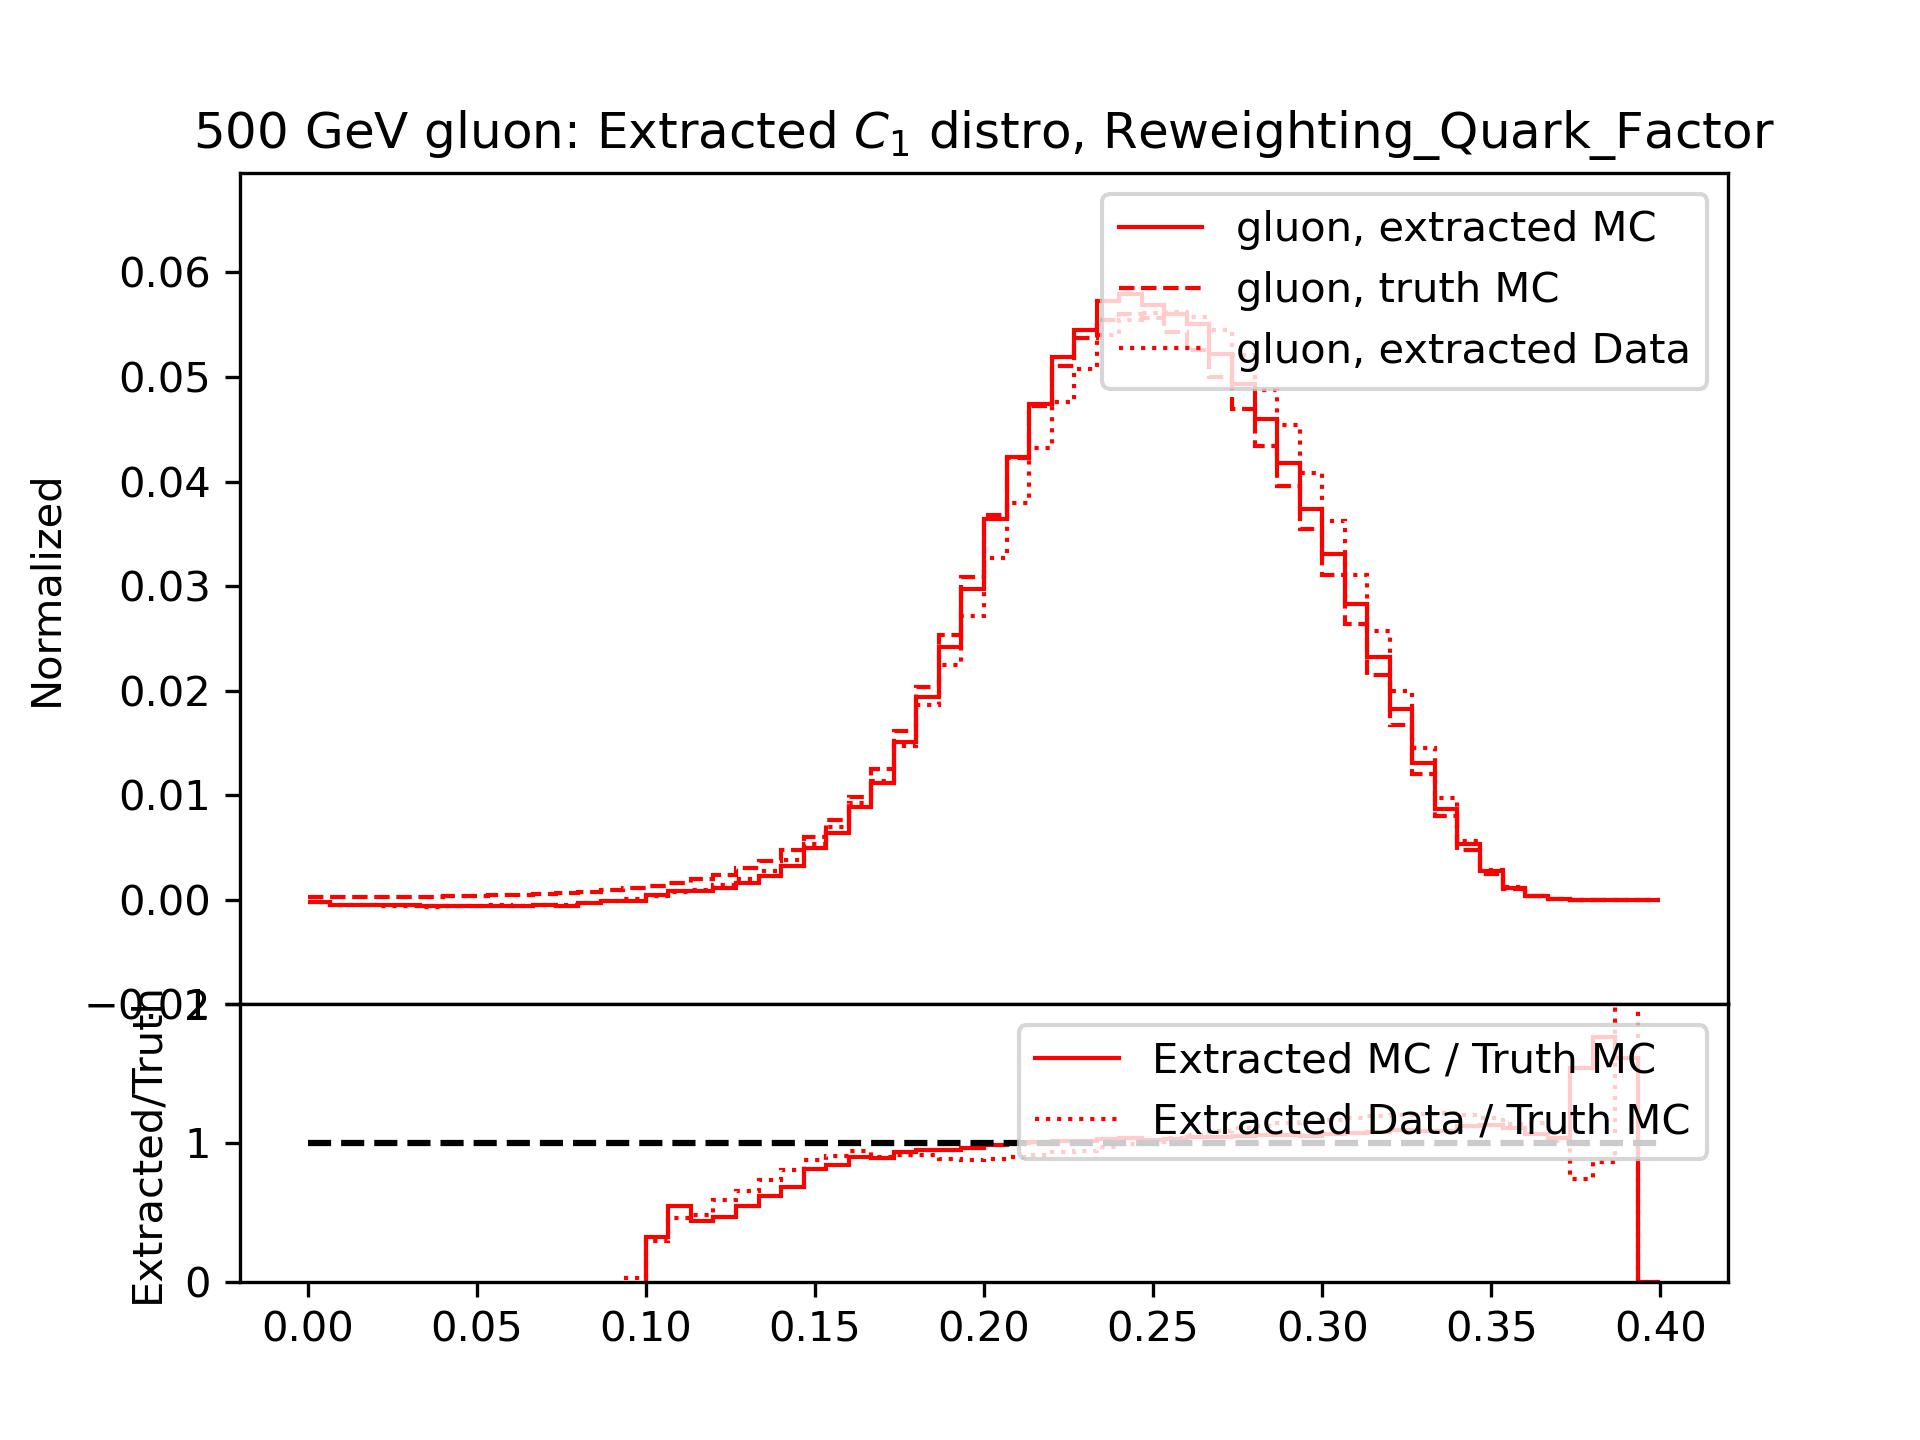 500 GeV gluon: Extracted C₁ distro, Reweighting_Quark_Factor
gluon, extracted MC
gluon, truth MC
gluon, extracted Data
0.06
0.05
0.04
0.03
0.02
0.01
0.00
−0.01
Normalized
2
1
0
Extracted/Truth
Extracted MC / Truth MC
Extracted Data / Truth MC
0.00 0.05 0.10 0.15 0.20 0.25 0.30 0.35 0.40